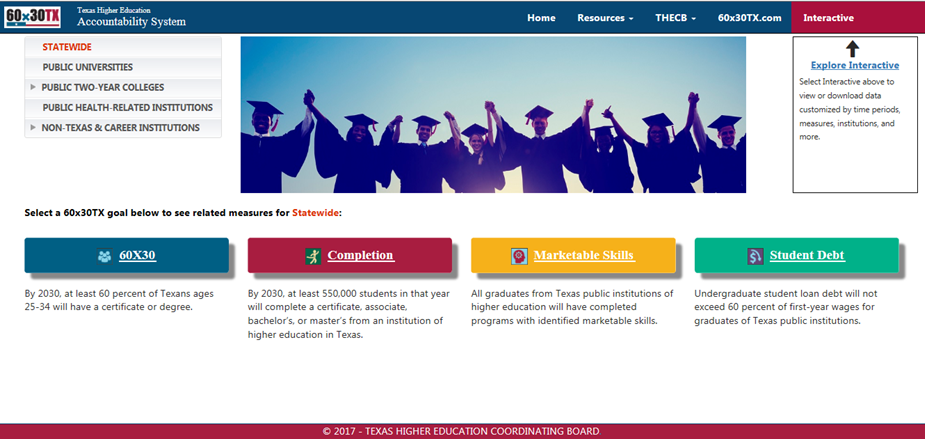 60x30TX
Texas Higher Education
Accountability System
Home
Resources
THECB
60x30TX.com
Interactive
STATEWIDE
PUBLIC UNIVERSITIES
PUBLIC TWO-YEAR COLLEGES
PUBLIC HEALTH-RELATED INSTITUTIONS
NON-TEXAS & CAREER INSTITUTIONS
Explore Interactive
Select Interactive above to
view or download data
customized by time periods,
measures, institutions, and
more.
Select a 60x30TX goal below to see related measures for Statewide:
60X30
By 2030, at least 60 percent of Texans ages
25-34 will have a certificate or degree.
Completion
By 2030, at least 550,000 students in that year
will complete a certificate, associate,
bachelor's, or master's from an institution of
higher education in Texas.
Marketable Skills
All graduates from Texas public institutions of
higher education will have completed
programs with identified marketable skills.
Student Debt
Undergraduate student loan debt will not
exceed 60 percent of first-year wages for
graduates of Texas public institutions.
© 2017 - TEXAS HIGHER EDUCATION COORDINATING BOARD